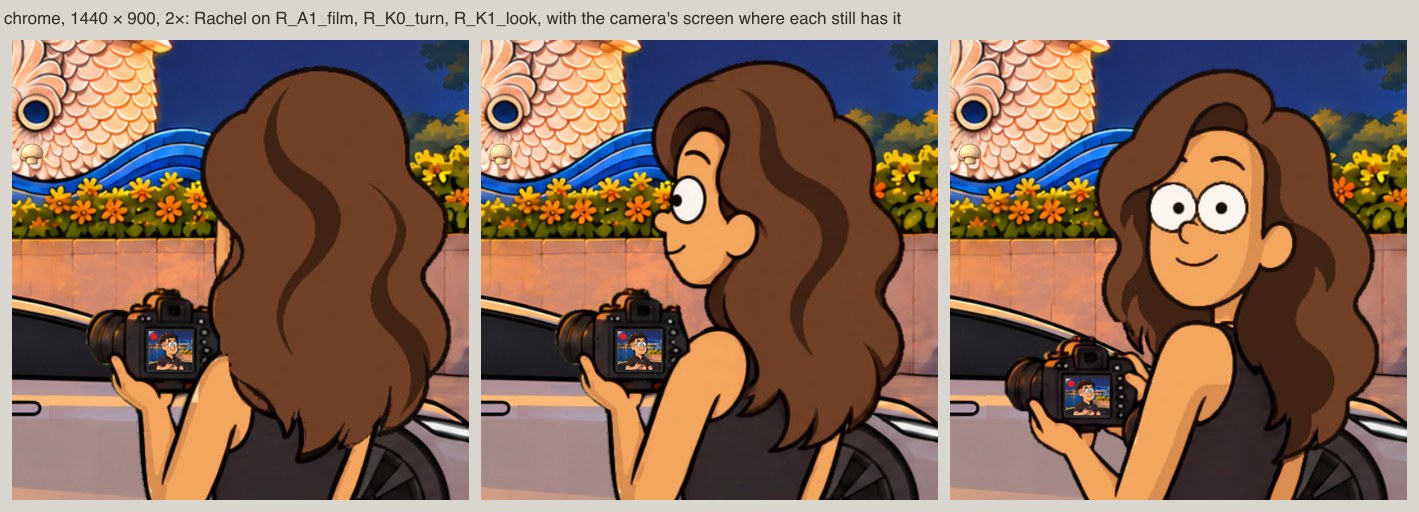 chrome, 1440 × 900, 2×: Rachel on R_A1_film, R_K0_turn, R_K1_look, with the camera's screen where each still has it